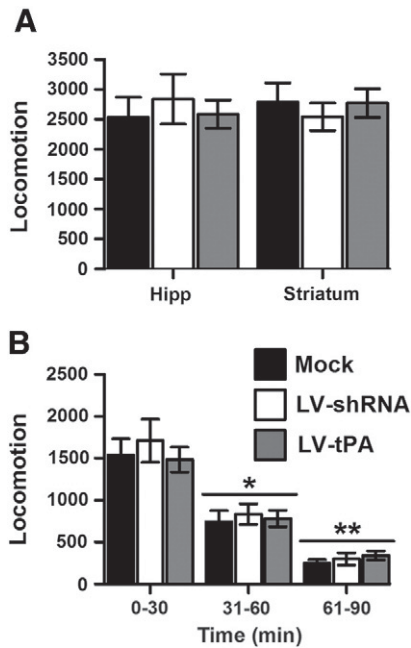 A
Locomotion
3500
3000
2500
2000
1500
1000
500
0
Hipp Striatum
B
Locomotion
2500
2000
1500
1000
500
0
Mock
LV-shRNA
LV-tPA
* **
0-30 31-60 61-90
Time (min)